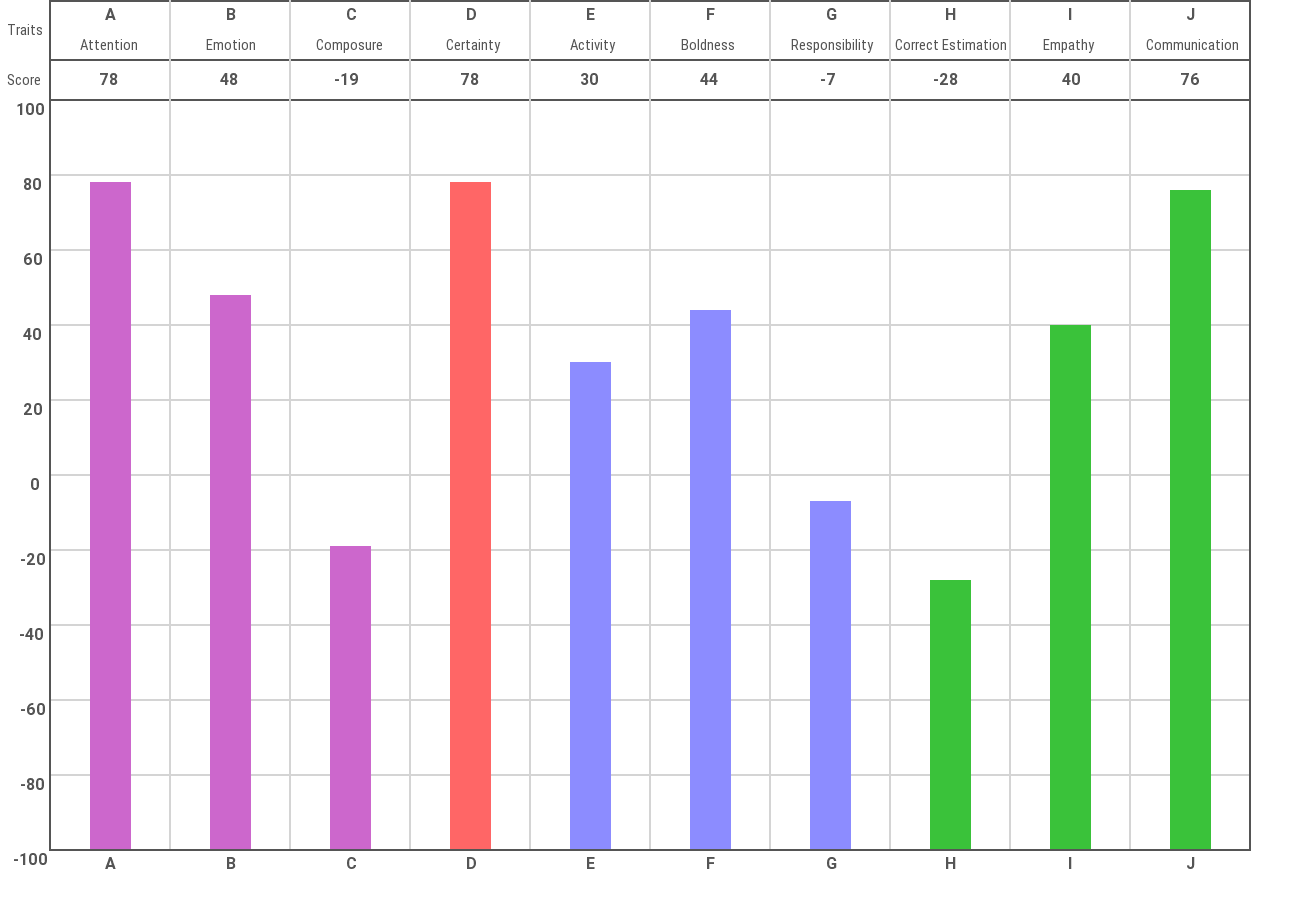 Traits A B C D E F G H I J
Attention Emotion Composure Certainty Activity Boldness Responsibility Correct Estimation Empathy Communication
Score 78 48 -19 78 30 44 -7 -28 40 76
100
80
60
40
20
0
-20
-40
-60
-80
-100
A B C D E F G H I J